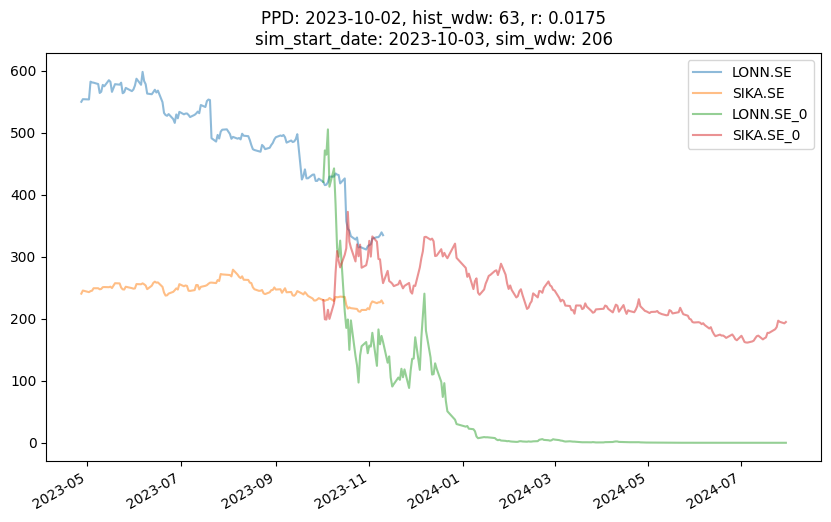 PPD: 2023-10-02, hist_wdw: 63, r: 0.0175
sim_start_date: 2023-10-03, sim_wdw: 206
LONN.SE
SIKA.SE
LONN.SE_0
SIKA.SE_0
600
500
400
300
200
100
0
2023-05
2023-07
2023-09
2023-11
2024-01
2024-03
2024-05
2024-07